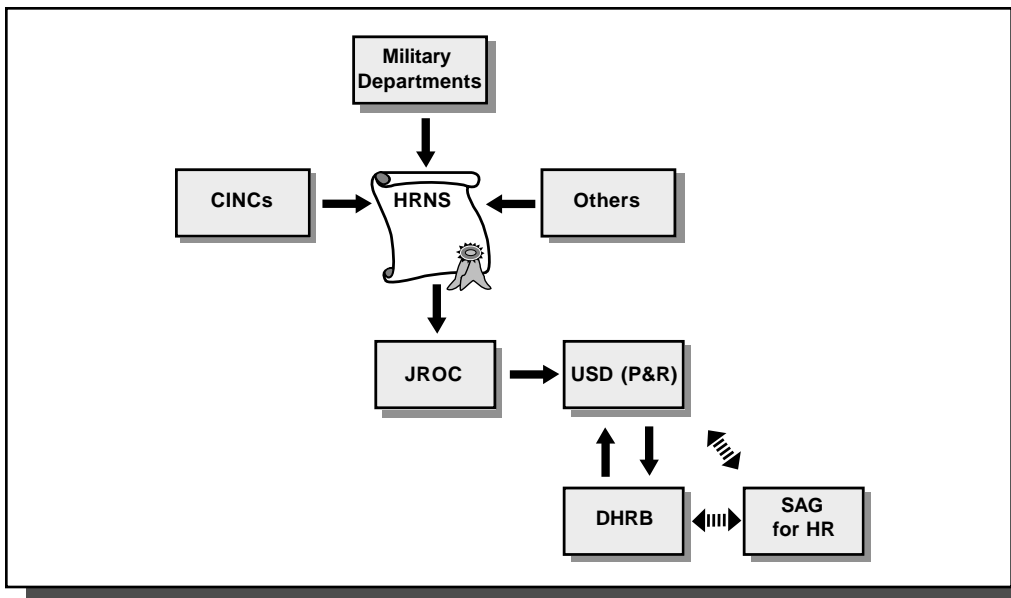 Military
Departments
CINCs
HRNS
Others
JROC
USD (P&R)
DHRB
SAG
for HR